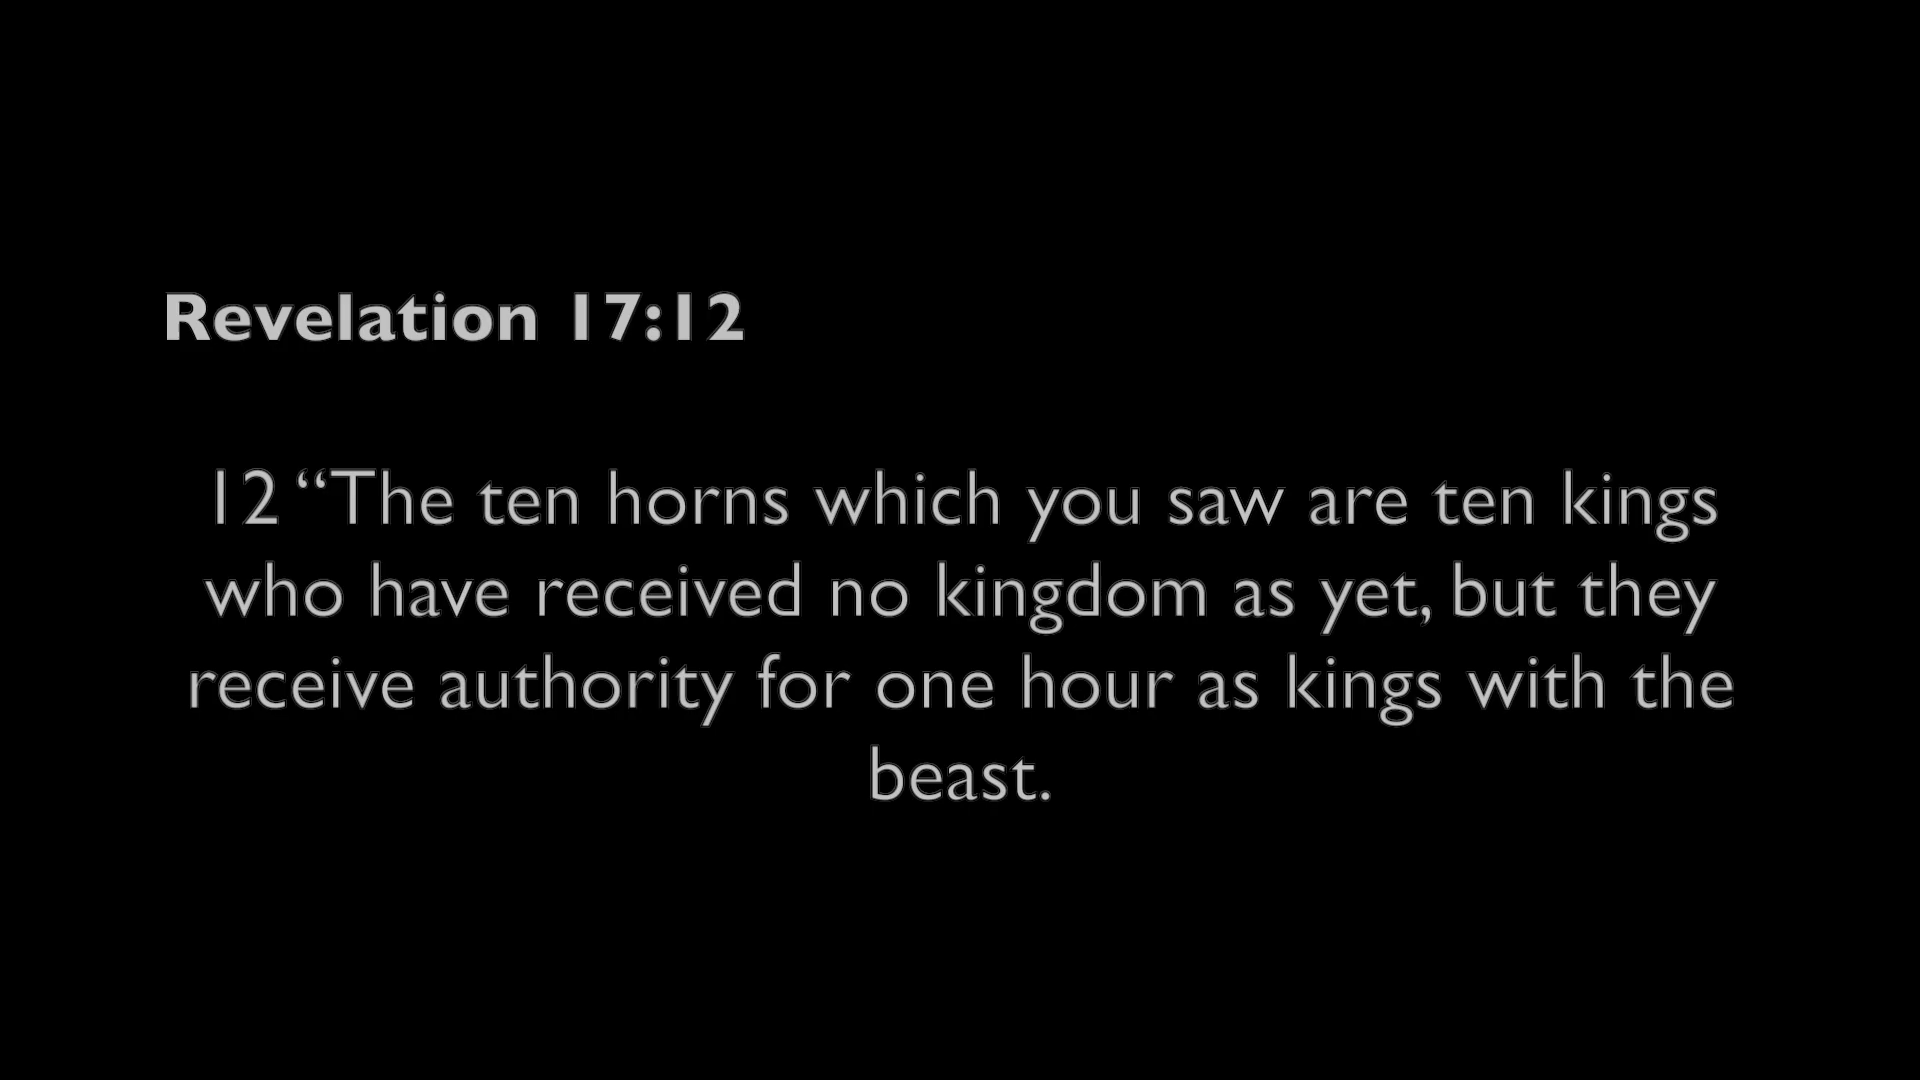 Revelation 17:12
12 “The ten horns which you saw are ten kings
who have received no kingdom as yet, but they
receive authority for one hour as kings with the
beast.